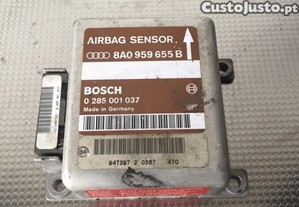 CustoJusto.pt
AIRBAG SENSOR
8A0 959 655 B
BOSCH
0 285 001 037
Made in Germany
94T297 2 0387 470